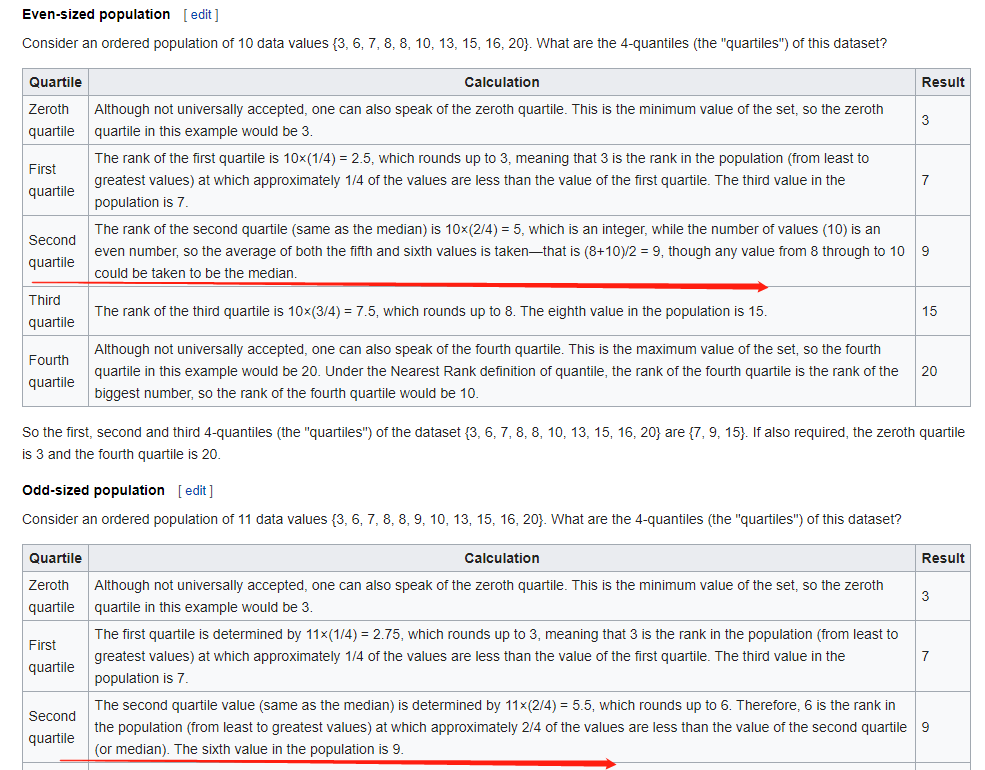 Even-sized population [ edit ]
Consider an ordered population of 10 data values {3, 6, 7, 8, 8, 10, 13, 15, 16, 20}. What are the 4-quantiles (the "quartiles") of this dataset?
Quartile Calculation Result
Zeroth quartile
Although not universally accepted, one can also speak of the zeroth quartile. This is the minimum value of the set, so the zeroth
quartile in this example would be 3.
3
First quartile
The rank of the first quartile is 10×(1/4) = 2.5, which rounds up to 3, meaning that 3 is the rank in the population (from least to
greatest values) at which approximately 1/4 of the values are less than the value of the first quartile. The third value in the
population is 7.
7
Second quartile
The rank of the second quartile (same as the median) is 10×(2/4) = 5, which is an integer, while the number of values (10) is an
even number, so the average of both the fifth and sixth values is taken—that is (8+10)/2 = 9, though any value from 8 through to 10
could be taken to be the median.
9
Third quartile
The rank of the third quartile is 10×(3/4) = 7.5, which rounds up to 8. The eighth value in the population is 15.
15
Fourth quartile
Although not universally accepted, one can also speak of the fourth quartile. This is the maximum value of the set, so the fourth
quartile in this example would be 20. Under the Nearest Rank definition of quantile, the rank of the fourth quartile is the rank of the
biggest number, so the rank of the fourth quartile would be 10.
20
So the first, second and third 4-quantiles (the "quartiles") of the dataset {3, 6, 7, 8, 8, 10, 13, 15, 16, 20} are {7, 9, 15}. If also required, the zeroth quartile
is 3 and the fourth quartile is 20.
Odd-sized population [ edit ]
Consider an ordered population of 11 data values {3, 6, 7, 8, 8, 9, 10, 13, 15, 16, 20}. What are the 4-quantiles (the "quartiles") of this dataset?
Quartile Calculation Result
Zeroth quartile
Although not universally accepted, one can also speak of the zeroth quartile. This is the minimum value of the set, so the zeroth
quartile in this example would be 3.
3
First quartile
The first quartile is determined by 11×(1/4) = 2.75, which rounds up to 3, meaning that 3 is the rank in the population (from least to
greatest values) at which approximately 1/4 of the values are less than the value of the first quartile. The third value in the
population is 7.
7
Second quartile
The second quartile value (same as the median) is determined by 11×(2/4) = 5.5, which rounds up to 6. Therefore, 6 is the rank in
the population (from least to greatest values) at which approximately 2/4 of the values are less than the value of the second quartile
(or median). The sixth value in the population is 9.
9